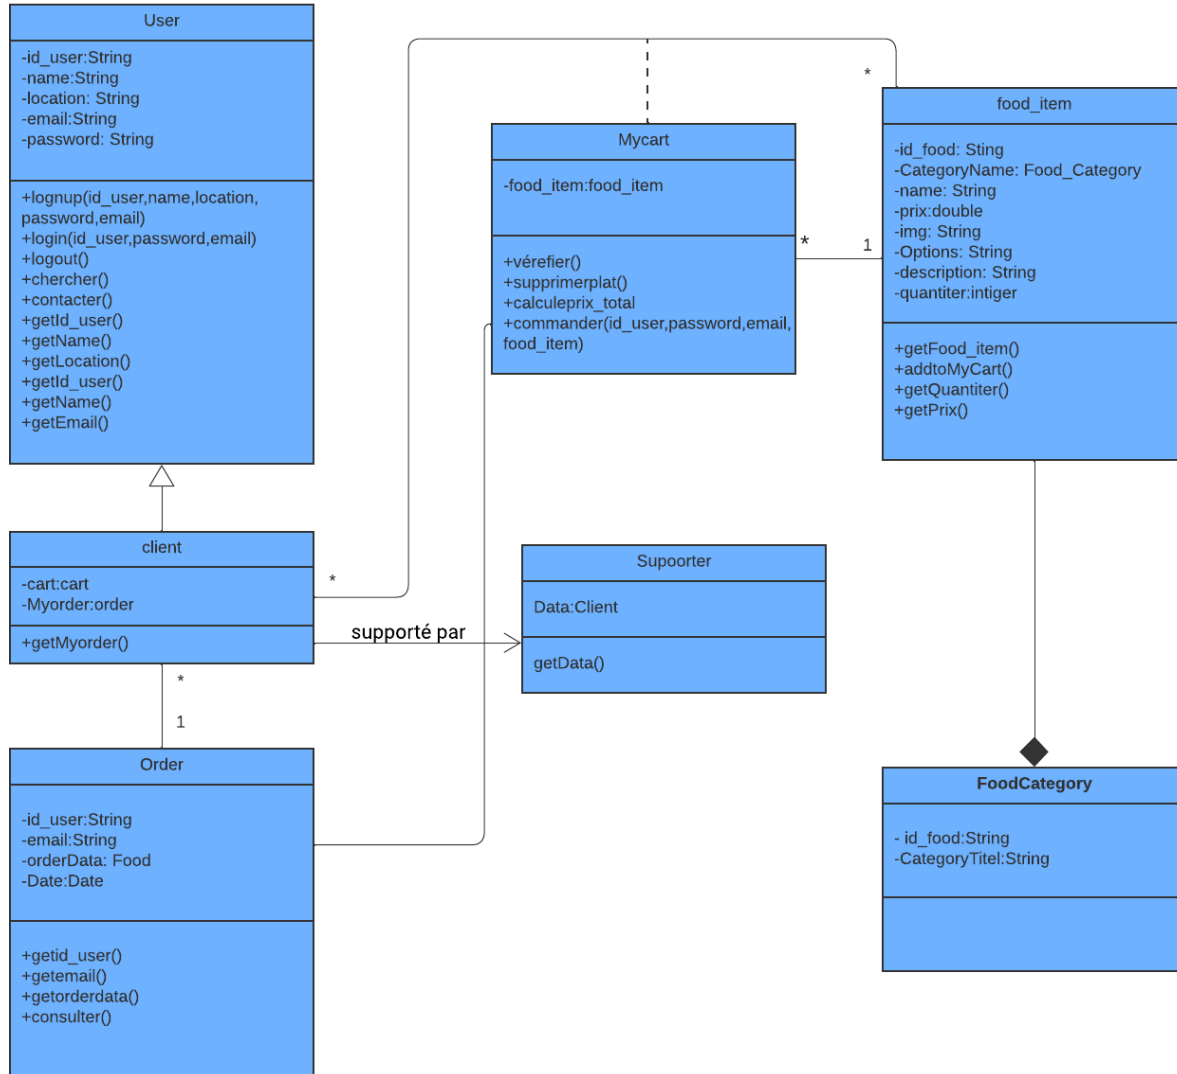 User
-id_user:String
-name:String
-location: String
-email:String
-password: String
+lognup(id_user,name,location,
password,email)
+login(id_user,password,email)
+logout()
+chercher()
+contacter()
+getId_user()
+getName()
+getLocation()
+getId_user()
+getName()
+getEmail()
*
Mycart
-food_item:food_item
+vérefier()
+supprimerplat()
+calculeprix_total
+commander(id_user,password,email,
food_item)
*
1
food_item
-id_food: Sting
-CategoryName: Food_Category
-name: String
-prix:double
-img: String
-Options: String
-description: String
-quantiter:intiger
+getFood_item()
+addtoMyCart()
+getQuantiter()
+getPrix()
client
-cart:cart
-Myorder:order
+getMyorder()
*
supporté par
Supoorter
Data:Client
getData()
*
1
Order
-id_user:String
-email:String
-orderData: Food
-Date:Date
+getid_user()
+getemail()
+getorderdata()
+consulter()
FoodCategory
- id_food:String
-CategoryTitel:String